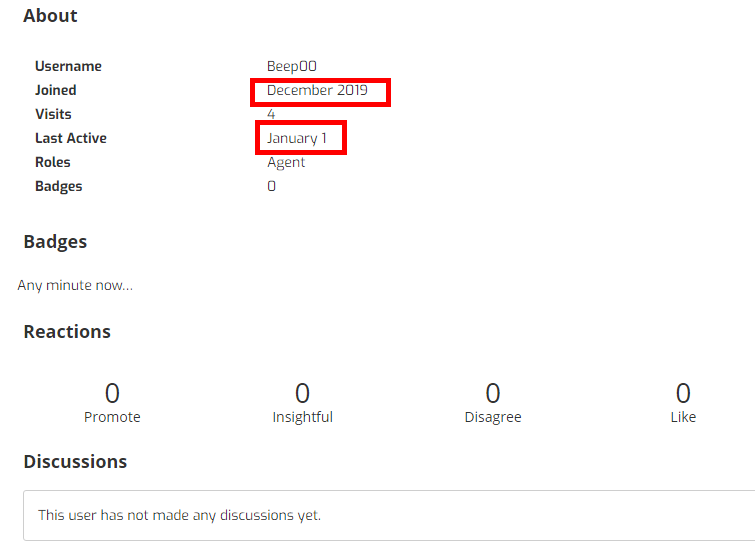 About
Username Beep00
Joined December 2019
Visits 4
Last Active January 1
Roles Agent
Badges 0
Badges
Any minute now...
Reactions
0 0 0 0
Promote Insightful Disagree Like
Discussions
This user has not made any discussions yet.